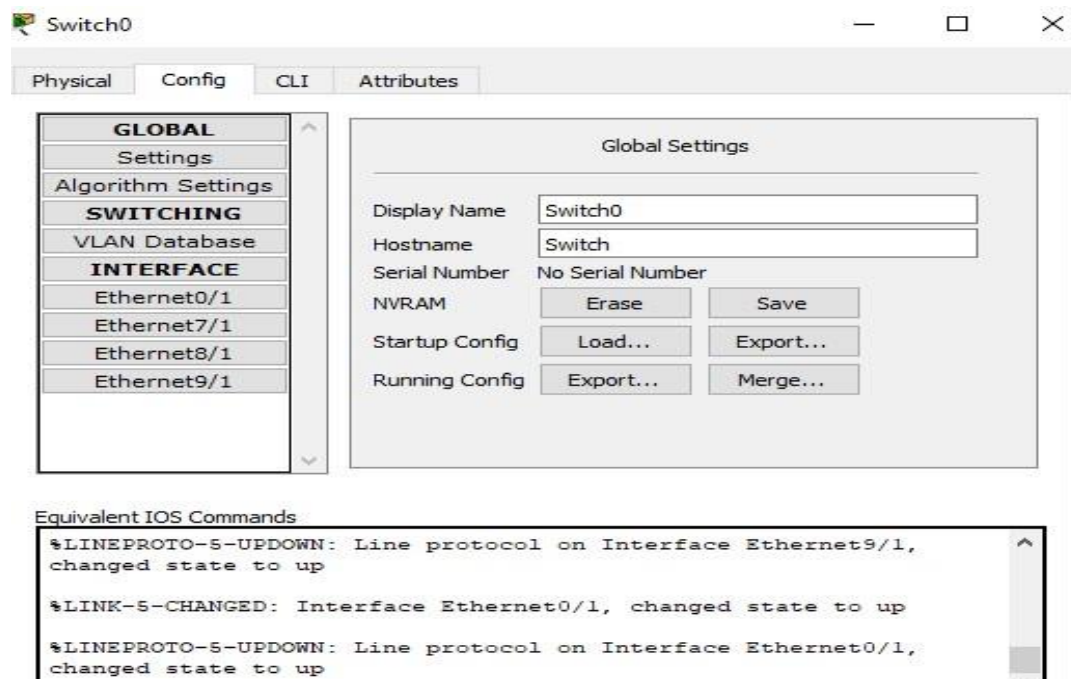 Switch0
Physical Config CLI Attributes
GLOBAL
Settings
Algorithm Settings
SWITCHING
VLAN Database
INTERFACE
Ethernet0/1
Ethernet7/1
Ethernet8/1
Ethernet9/1
Global Settings
Display Name Switch0
Hostname Switch
Serial Number No Serial Number
NVRAM Erase Save
Startup Config Load... Export...
Running Config Export... Merge...
Equivalent IOS Commands
%LINEPROTO-5-UPDOWN: Line protocol on Interface Ethernet9/1,
changed state to up
%LINK-5-CHANGED: Interface Ethernet0/1, changed state to up
%LINEPROTO-5-UPDOWN: Line protocol on Interface Ethernet0/1,
changed state to up